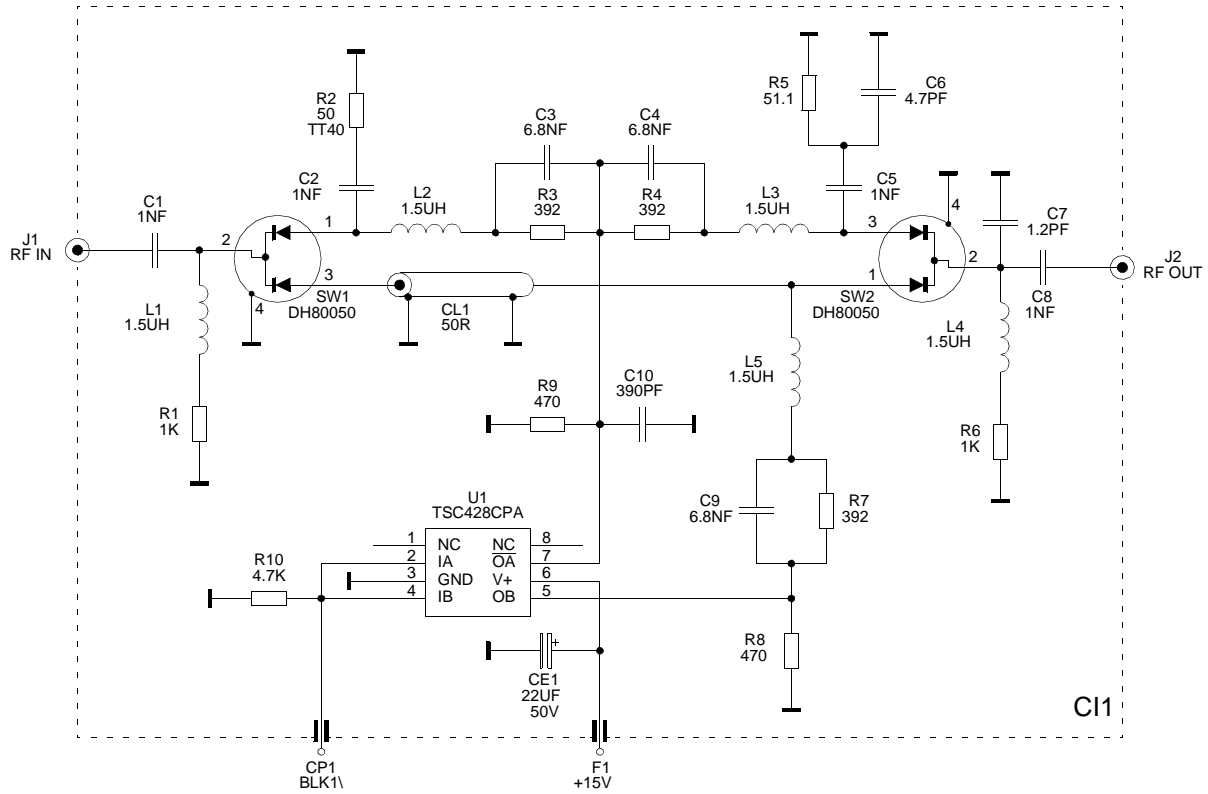 R2
50
TT40
C3
6.8NF
C4
6.8NF
R5
51.1
C6
4.7PF
C1
1NF
C2
1NF
L2
1.5UH
R3
392
R4
392
L3
1.5UH
C5
1NF
C7
1.2PF
J1
RF IN
2
1
3
4
SW1
DH80050
CL1
50R
3
1
4
2
SW2
DH80050
C8
1NF
J2
RF OUT
L1
1.5UH
L4
1.5UH
R1
1K
R9
470
C10
390PF
L5
1.5UH
R6
1K
C9
6.8NF
R7
392
U1
TSC428CPA
1 NC NC 8
2 IA OA 7
3 GND V+ 6
4 IB OB 5
R10
4.7K
R8
470
+
CE1
22UF
50V
CI1
CP1
BLK1\
F1
+15V